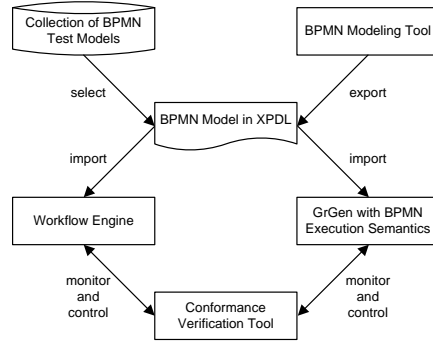 Collection of BPMN
Test Models
BPMN Modeling Tool
select
export
BPMN Model in XPDL
import
import
Workflow Engine
GrGen with BPMN
Execution Semantics
monitor
and
control
monitor
and
control
Conformance
Verification Tool